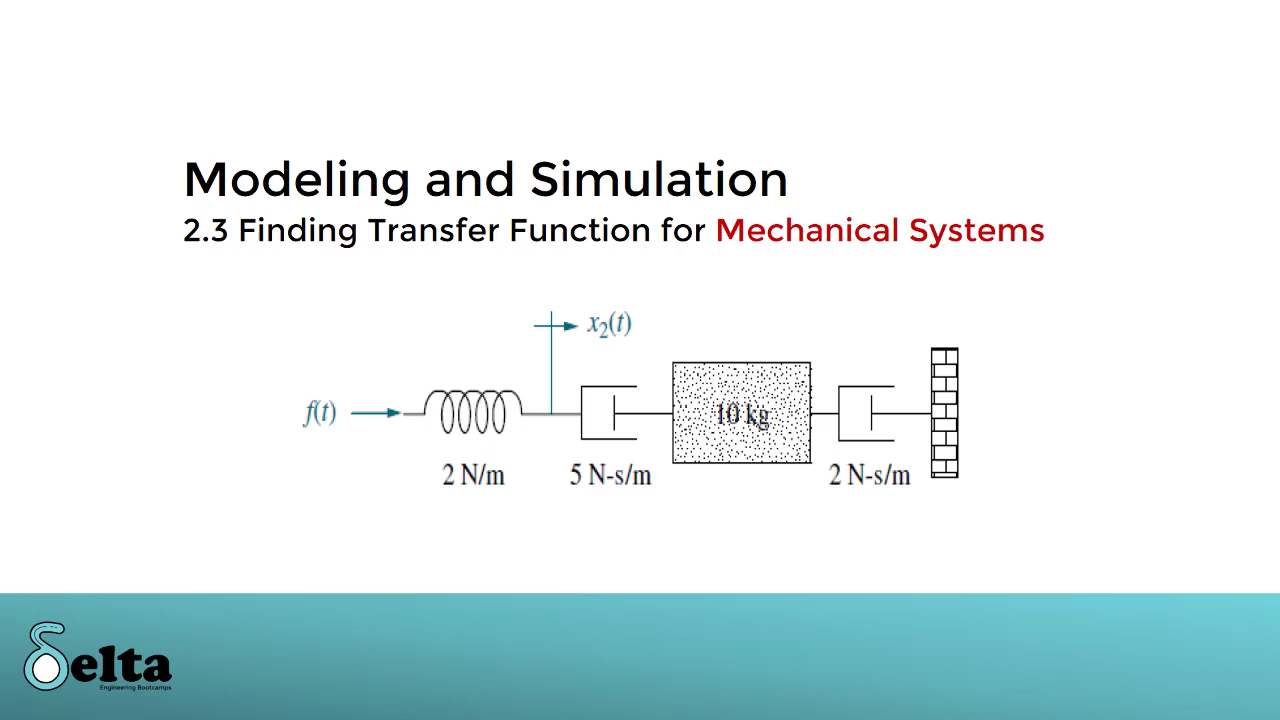 Modeling and Simulation
2.3 Finding Transfer Function for Mechanical Systems
x₂(t)
f(t)
10 kg
2 N/m
5 N-s/m
2 N-s/m
δelta
Engineering Bootcamps